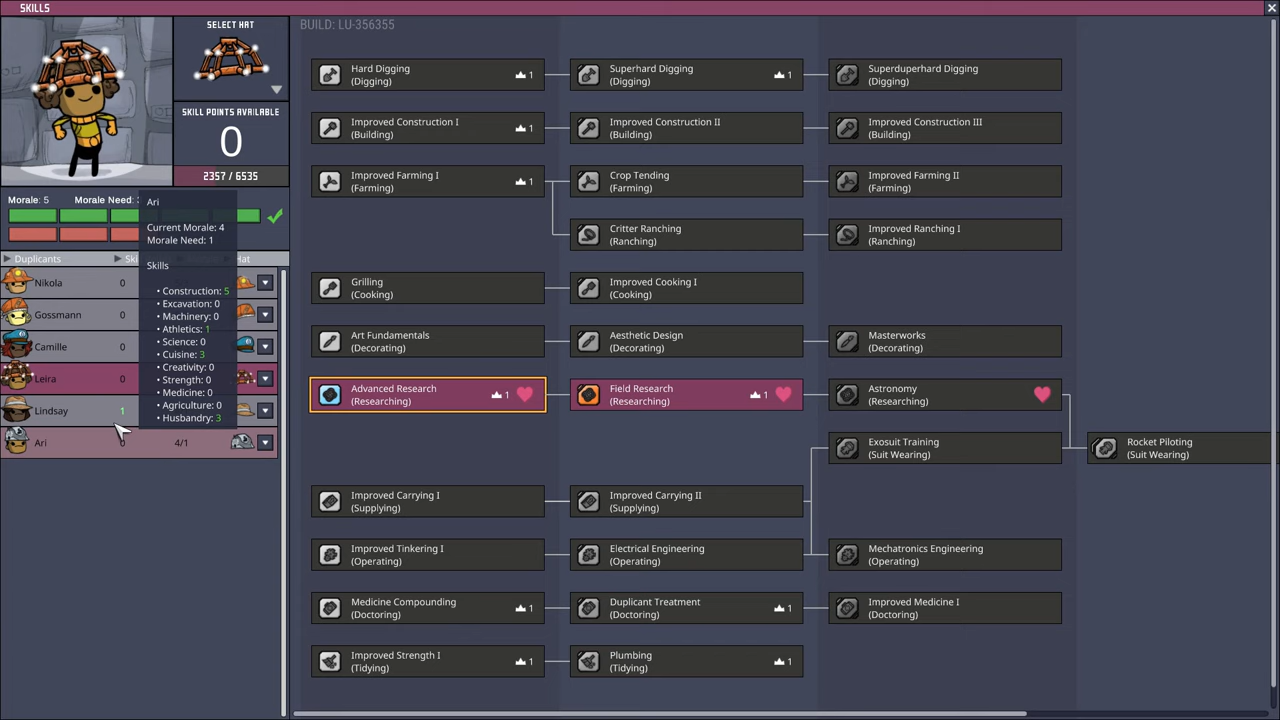 SKILLS
BUILD: LU-356355
SELECT HAT
SKILL POINTS AVAILABLE
0
2357 / 6535
Morale: 5 Morale Need:
Ari
Current Morale: 4
Morale Need: 1
Skills
• Construction: 5
• Excavation: 0
• Machinery: 0
• Athletics: 1
• Science: 0
• Cuisine: 3
• Creativity: 0
• Strength: 0
• Medicine: 0
• Agriculture: 0
• Husbandry: 3
Duplicants
Nikola 0
Gossmann 0
Camille 0
Leira 0
Lindsay 1
Ari 4/1
Hard Digging
(Digging)
1
Superhard Digging
(Digging)
1
Superduperhard Digging
(Digging)
Improved Construction I
(Building)
1
Improved Construction II
(Building)
Improved Construction III
(Building)
Improved Farming I
(Farming)
1
Crop Tending
(Farming)
Improved Farming II
(Farming)
Critter Ranching
(Ranching)
Improved Ranching I
(Ranching)
Grilling
(Cooking)
Improved Cooking I
(Cooking)
Art Fundamentals
(Decorating)
Aesthetic Design
(Decorating)
Masterworks
(Decorating)
Advanced Research
(Researching)
1
Field Research
(Researching)
1
Astronomy
(Researching)
Exosuit Training
(Suit Wearing)
Rocket Piloting
(Suit Wearing)
Improved Carrying I
(Supplying)
Improved Carrying II
(Supplying)
Improved Tinkering I
(Operating)
Electrical Engineering
(Operating)
Mechatronics Engineering
(Operating)
Medicine Compounding
(Doctoring)
1
Duplicant Treatment
(Doctoring)
1
Improved Medicine I
(Doctoring)
Improved Strength I
(Tidying)
1
Plumbing
(Tidying)
1